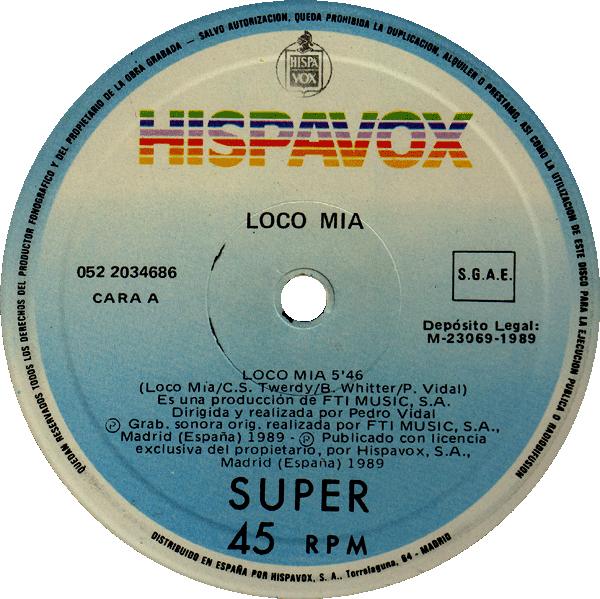 QUEDAN RESERVADOS TODOS LOS DERECHOS DEL PRODUCTOR FONOGRAFICO Y DEL PROPIETARIO DE LA OBRA GRABADA — SALVO AUTORIZACION, QUEDA PROHIBIDA LA DUPLICACION, ALQUILER O PRESTAMO, ASI COMO LA UTILIZACION DE ESTE DISCO PARA LA EJECUCION PUBLICA O RADIODIFUSION
HISPA
VOX
HISPAVOX
LOCO MIA
052 2034686
CARA A
S.G.A.E.
Depósito Legal:
M-23069-1989
LOCO MIA 5'46
(Loco Mía/C.S. Twerdy/B. Whitter/P. Vidal)
Es una producción de FTI MUSIC, S.A.
Dirigida y realizada por Pedro Vidal
Ⓟ Grab. sonora orig. realizada por FTI MUSIC, S.A.,
Madrid (España) 1989 - Ⓟ Publicado con licencia
exclusiva del propietario, por Hispavox, S.A.,
Madrid (España) 1989
SUPER
45 RPM
DISTRIBUIDO EN ESPAÑA POR HISPAVOX, S. A., Torrelaguna, 64 - MADRID